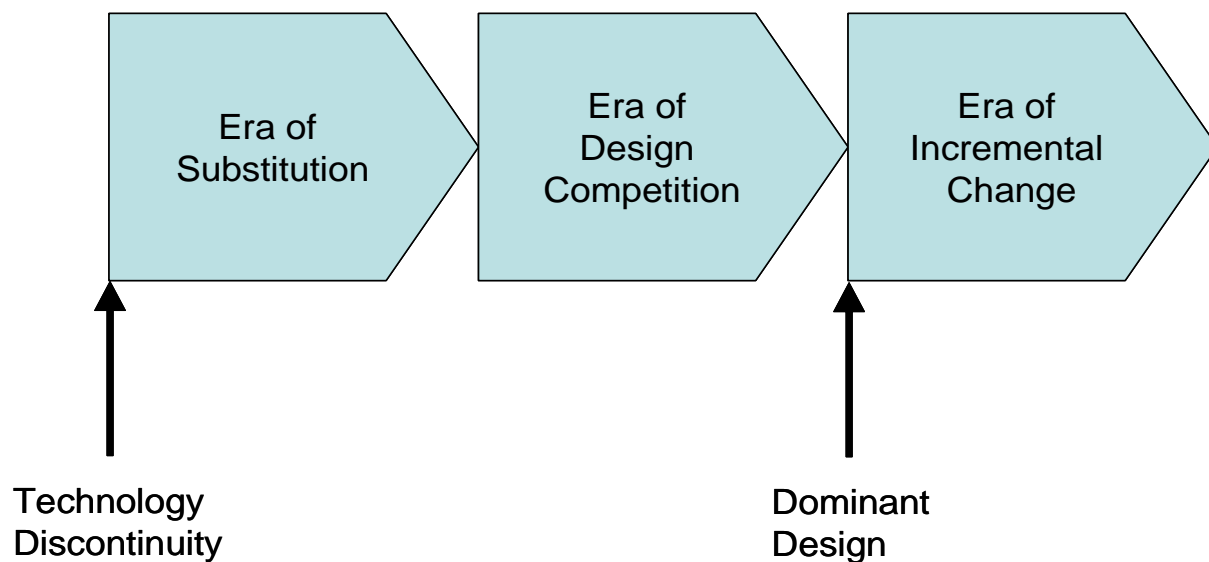 Era of
Substitution
Era of
Design
Competition
Era of
Incremental
Change
Technology
Discontinuity
Dominant
Design